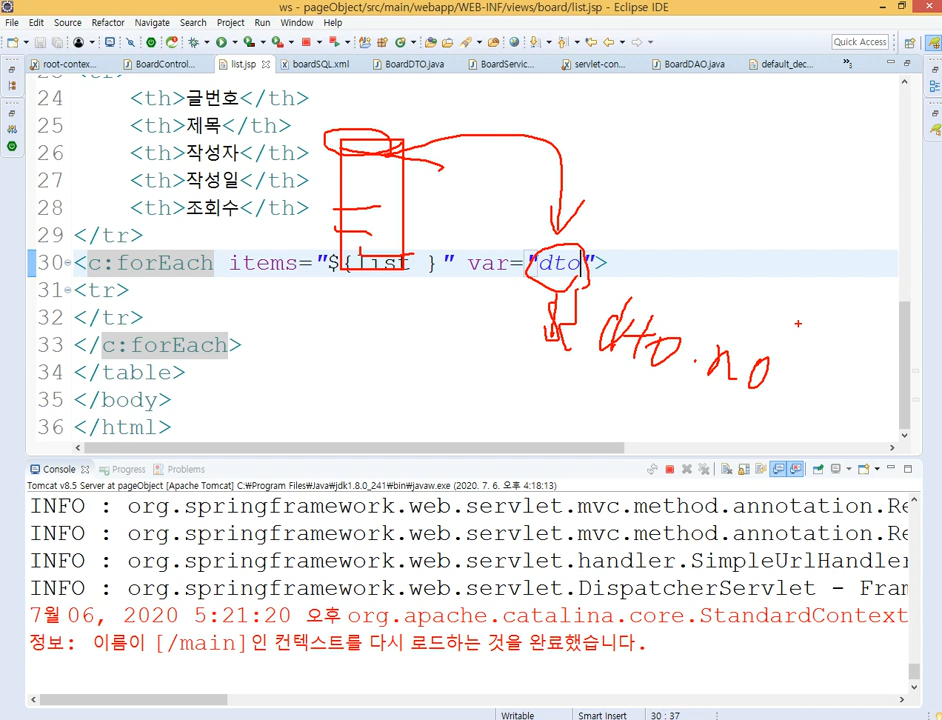 ws - pageObject/src/main/webapp/WEB-INF/views/board/list.jsp - Eclipse IDE
File Edit Source Refactor Navigate Search Project Run Window Help
Quick Access
root-contex... BoardControl... list.jsp boardSQL.xml BoardDTO.java BoardServic... servlet-con... BoardDAO.java default_dec... »5
24 <th>글번호</th>
25 <th>제목</th>
26 <th>작성자</th>
27 <th>작성일</th>
28 <th>조회수</th>
29 </tr>
30 <c:forEach items="${list }" var="dto">
31 <tr>
32 </tr>
33 </c:forEach>
dto.no
34 </table>
35 </body>
36 </html>
Console Progress Problems
Tomcat v8.5 Server at pageObject [Apache Tomcat] C:\Program Files\Java\jdk1.8.0_241\bin\javaw.exe (2020. 7. 6. 오후 4:18:13)
INFO : org.springframework.web.servlet.mvc.method.annotation.Re
INFO : org.springframework.web.servlet.mvc.method.annotation.Re
INFO : org.springframework.web.servlet.handler.SimpleUrlHandler
INFO : org.springframework.web.servlet.DispatcherServlet - Fram
7월 06, 2020 5:21:20 오후 org.apache.catalina.core.StandardContext
정보: 이름이 [/main]인 컨텍스트를 다시 로드하는 것을 완료했습니다.
Writable Smart Insert 30 : 37